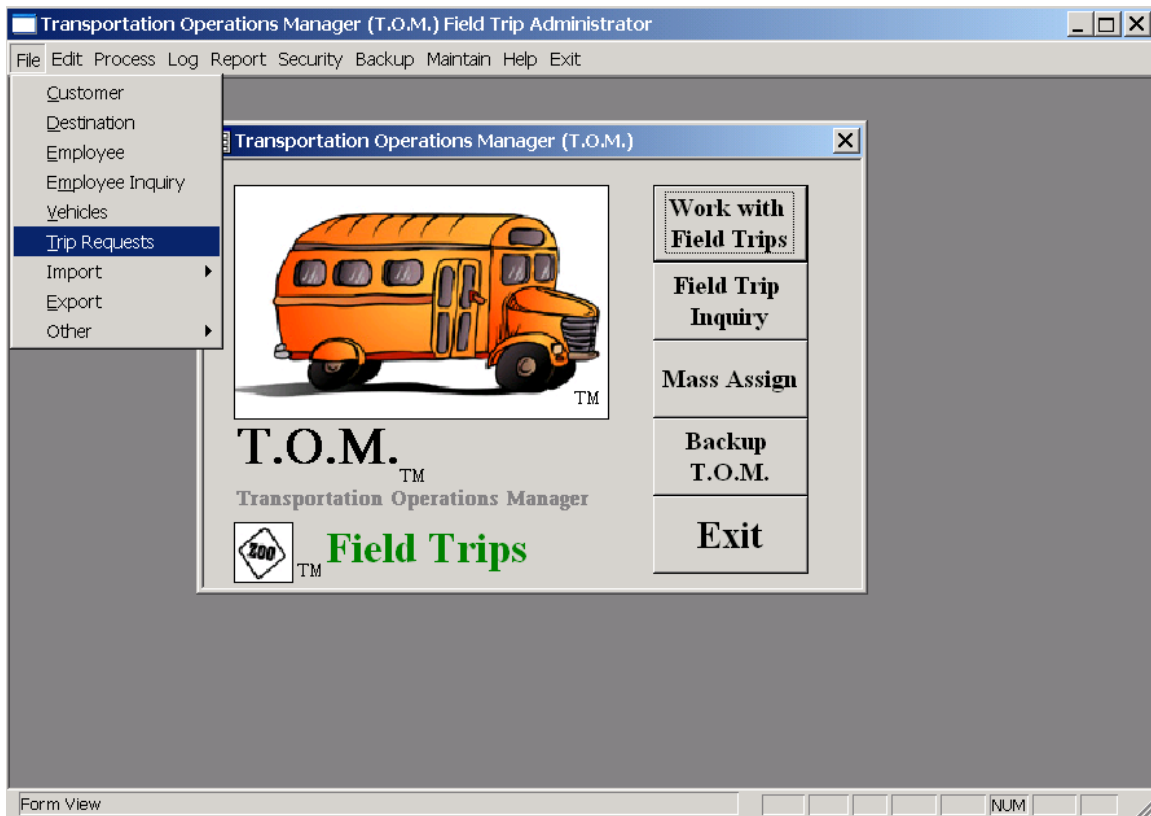 Transportation Operations Manager (T.O.M.) Field Trip Administrator
File Edit Process Log Report Security Backup Maintain Help Exit
Customer
Destination
Employee
Employee Inquiry
Vehicles
Trip Requests
Import
Export
Other
Transportation Operations Manager (T.O.M.)
TM
T.O.M. TM
Transportation Operations Manager
ZOO TM Field Trips
Work with
Field Trips
Field Trip
Inquiry
Mass Assign
Backup
T.O.M.
Exit
Form View
NUM